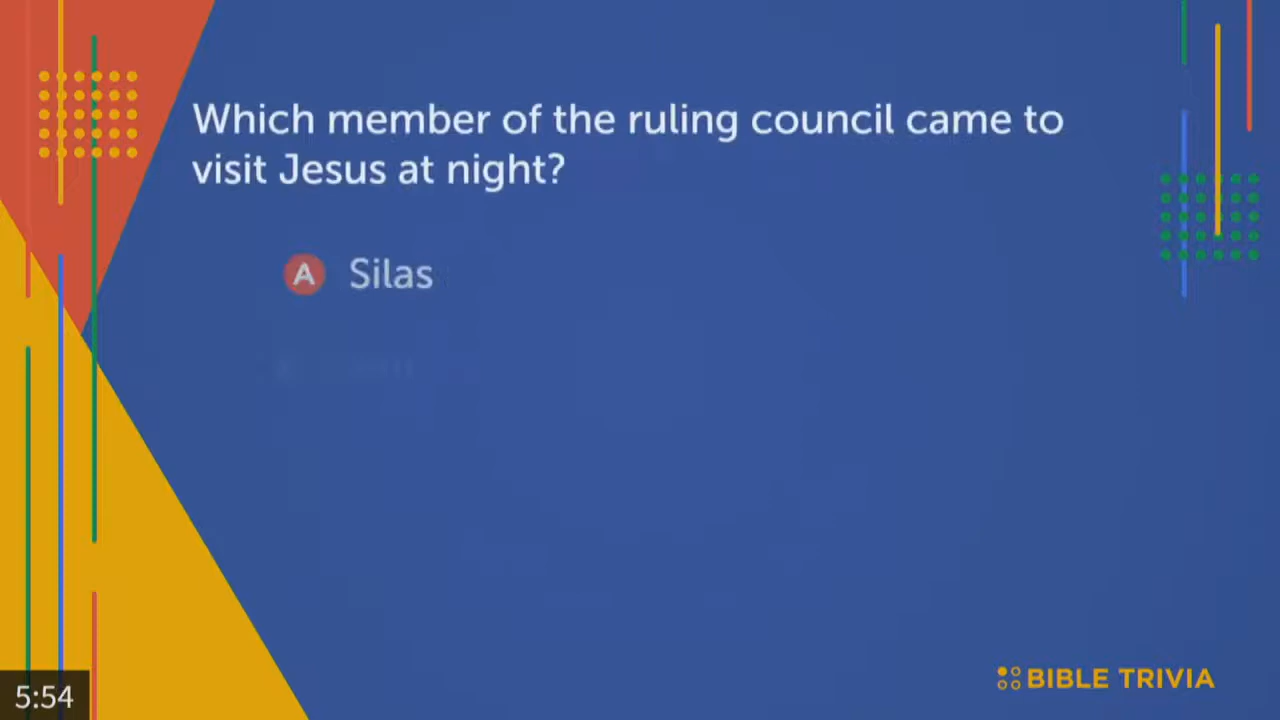 Which member of the ruling council came to
visit Jesus at night?
A Silas
BIBLE TRIVIA
5:54